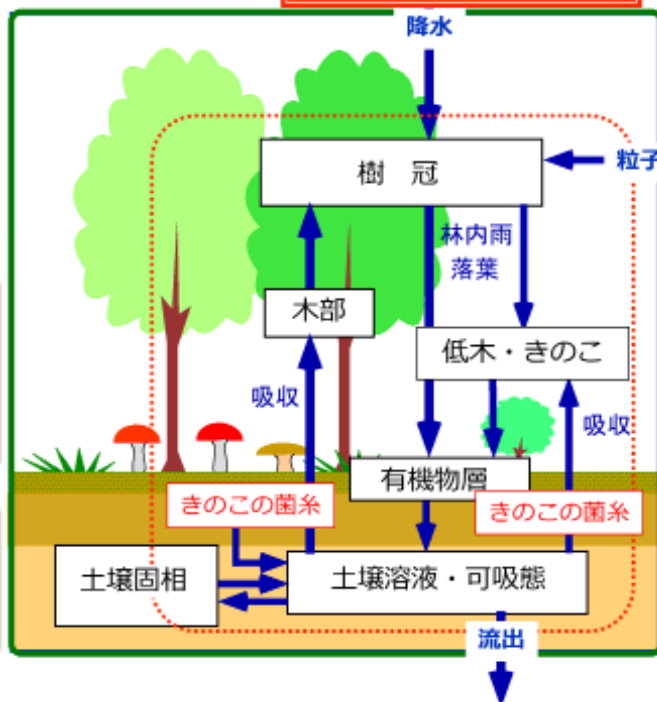 降水
樹 冠
粒子
林内雨
落葉
木部
低木・きのこ
吸収
吸収
有機物層
きのこの菌糸
きのこの菌糸
土壌固相
土壌溶液・可吸態
流出